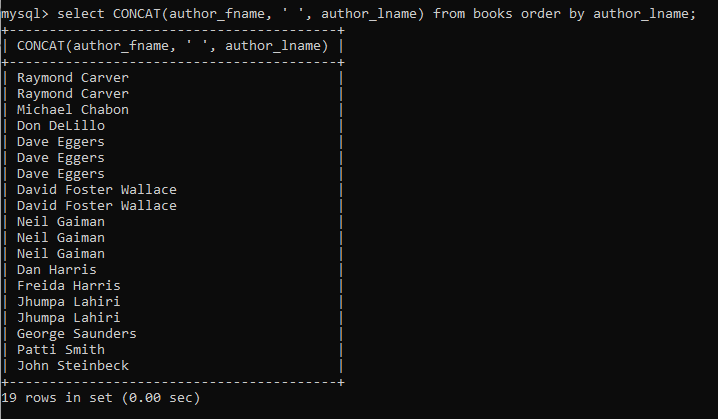 mysql> select CONCAT(author_fname, ' ', author_lname) from books order by author_lname;
+-----------------------------------------+
| CONCAT(author_fname, ' ', author_lname) |
+-----------------------------------------+
| Raymond Carver                          |
| Raymond Carver                          |
| Michael Chabon                          |
| Don DeLillo                             |
| Dave Eggers                             |
| Dave Eggers                             |
| Dave Eggers                             |
| David Foster Wallace                    |
| David Foster Wallace                    |
| Neil Gaiman                             |
| Neil Gaiman                             |
| Neil Gaiman                             |
| Dan Harris                              |
| Freida Harris                           |
| Jhumpa Lahiri                           |
| Jhumpa Lahiri                           |
| George Saunders                         |
| Patti Smith                             |
| John Steinbeck                          |
+-----------------------------------------+
19 rows in set (0.00 sec)